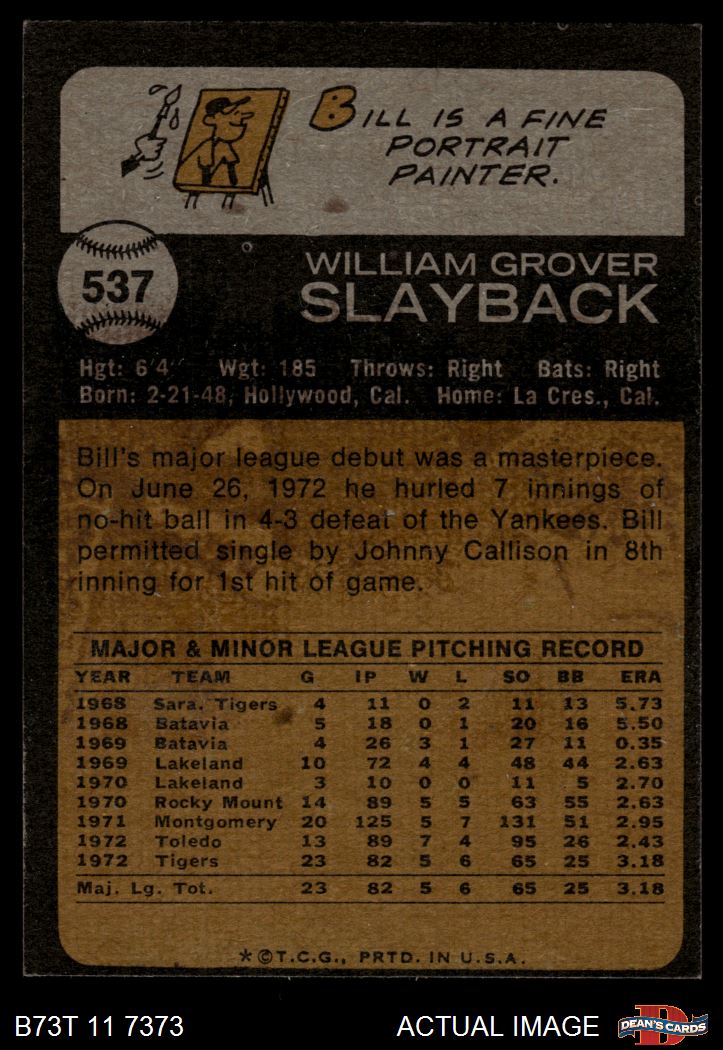 BILL IS A FINE
PORTRAIT
PAINTER.
537
WILLIAM GROVER
SLAYBACK
Hgt: 6'4" Wgt: 185 Throws: Right Bats: Right
Born: 2-21-48, Hollywood, Cal. Home: La Cres., Cal.
Bill's major league debut was a masterpiece.
On June 26, 1972 he hurled 7 innings of
no-hit ball in 4-3 defeat of the Yankees. Bill
permitted single by Johnny Callison in 8th
inning for 1st hit of game.
MAJOR & MINOR LEAGUE PITCHING RECORD
YEAR TEAM G IP W L SO BB ERA
1968 Sara. Tigers 4 11 0 2 11 13 5.73
1968 Batavia 5 18 0 1 20 16 5.50
1969 Batavia 4 26 3 1 27 11 0.35
1969 Lakeland 10 72 4 4 48 44 2.63
1970 Lakeland 3 10 0 0 11 5 2.70
1970 Rocky Mount 14 89 5 5 63 55 2.63
1971 Montgomery 20 125 5 7 131 51 2.95
1972 Toledo 13 89 7 4 95 26 2.43
1972 Tigers 23 82 5 6 65 25 3.18
Maj. Lg. Tot. 23 82 5 6 65 25 3.18
*©T.C.G., PRTD. IN U.S.A.
B73T 11 7373
ACTUAL IMAGE
D
DEAN'S CARDS